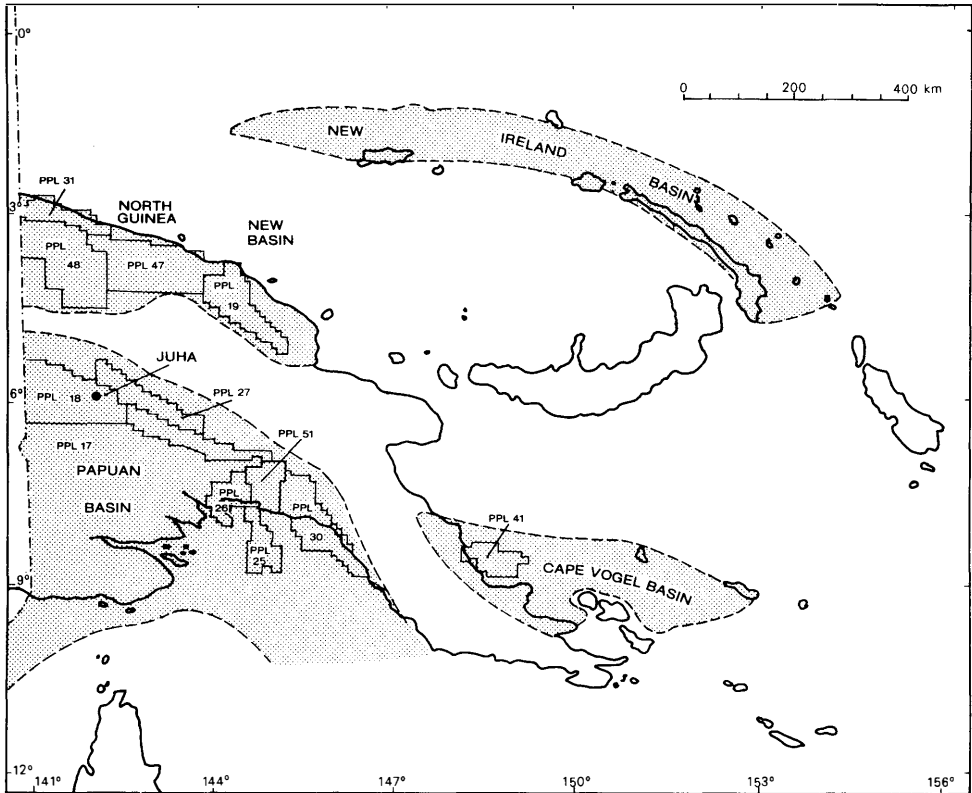 0°
0 200 400 km
NEW
IRELAND
BASIN
PPL 31
3°
NORTH
GUINEA
NEW
BASIN
PPL
48
PPL 47
PPL
19
JUHA
6°
PPL 18
PPL 27
PPL 17
PPL 51
PAPUAN
BASIN
PPL
26
PPL
30
PPL
25
PPL 41
CAPE VOGEL BASIN
9°
12°
141° 144° 147° 150° 153° 156°